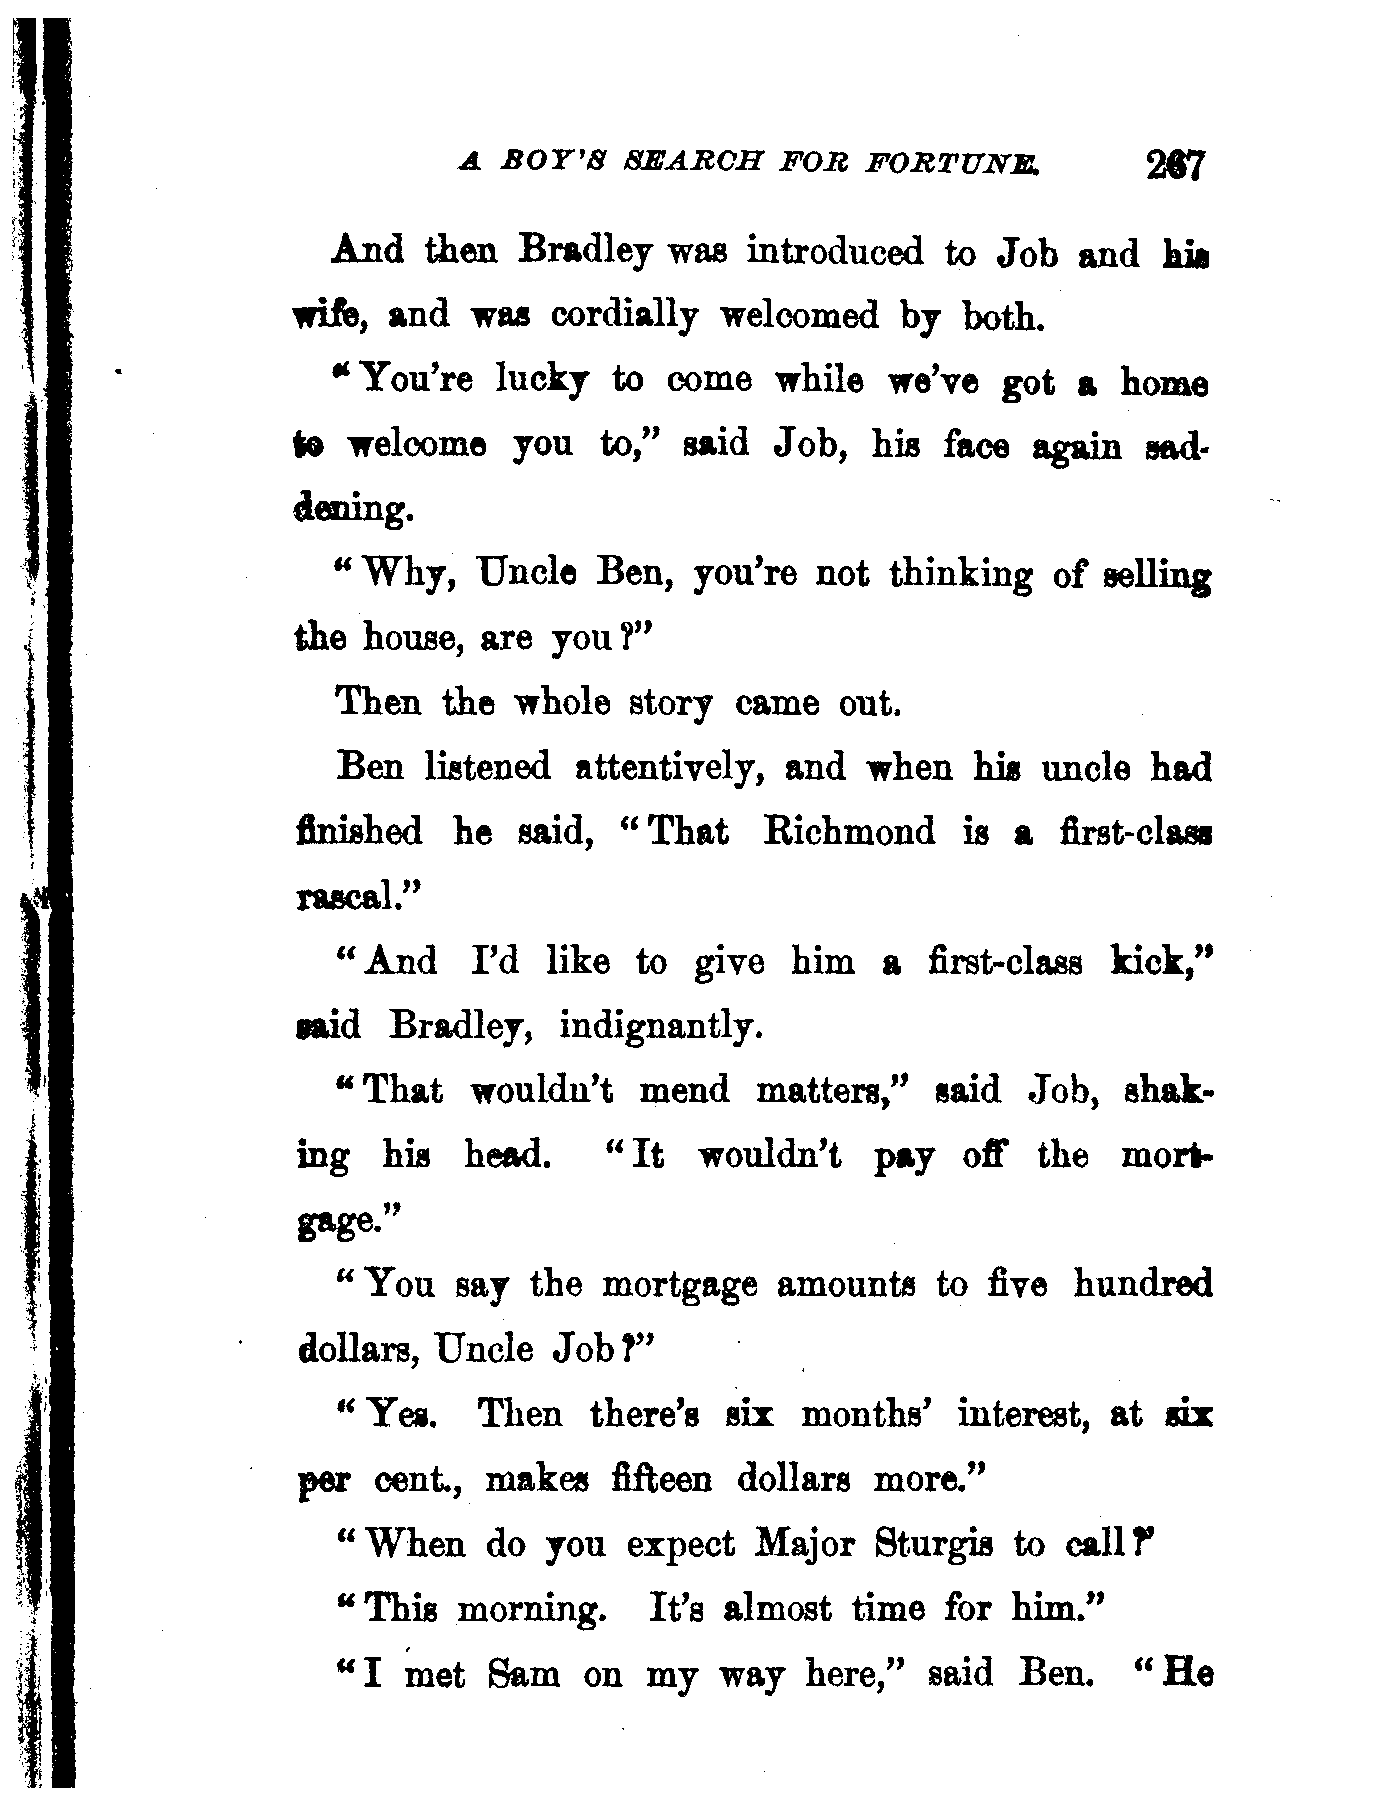 A BOY'S SEARCH FOR FORTUNE. 267
And then Bradley was introduced to Job and his
wife, and was cordially welcomed by both.
"You're lucky to come while we've got a home
to welcome you to," said Job, his face again sad-
dening.
"Why, Uncle Ben, you're not thinking of selling
the house, are you?"
Then the whole story came out.
Ben listened attentively, and when his uncle had
finished he said, "That Richmond is a first-class
rascal."
"And I'd like to give him a first-class kick,"
said Bradley, indignantly.
"That wouldn't mend matters," said Job, shak-
ing his head. "It wouldn't pay off the mort-
gage."
"You say the mortgage amounts to five hundred
dollars, Uncle Job?"
"Yes. Then there's six months' interest, at six
per cent., makes fifteen dollars more."
"When do you expect Major Sturgis to call?"
"This morning. It's almost time for him."
"I met Sam on my way here," said Ben. "He